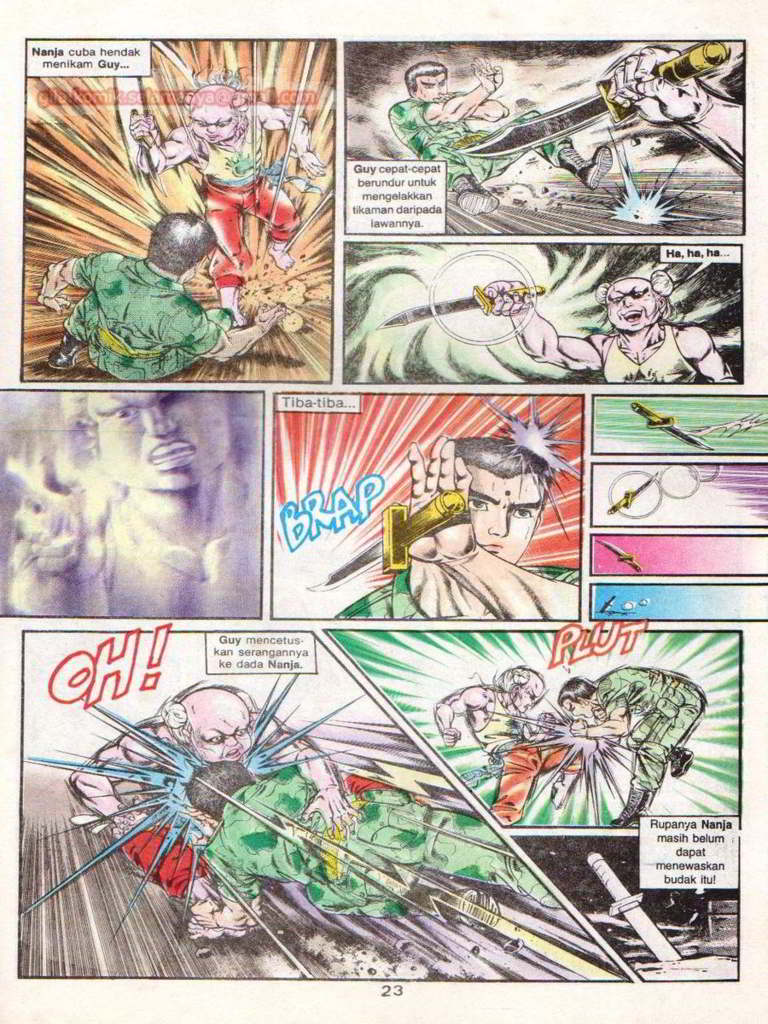 Nanja cuba hendak
menikam Guy...
Guy cepat-cepat
berundur untuk
mengelakkan
tikaman daripada
lawannya.
Ha, ha, ha...
Tiba-tiba...
BRAP
OH!
Guy mencetus-
kan serangannya
ke dada Nanja.
PLUT
Rupanya Nanja
masih belum
dapat
menewaskan
budak itu!
23